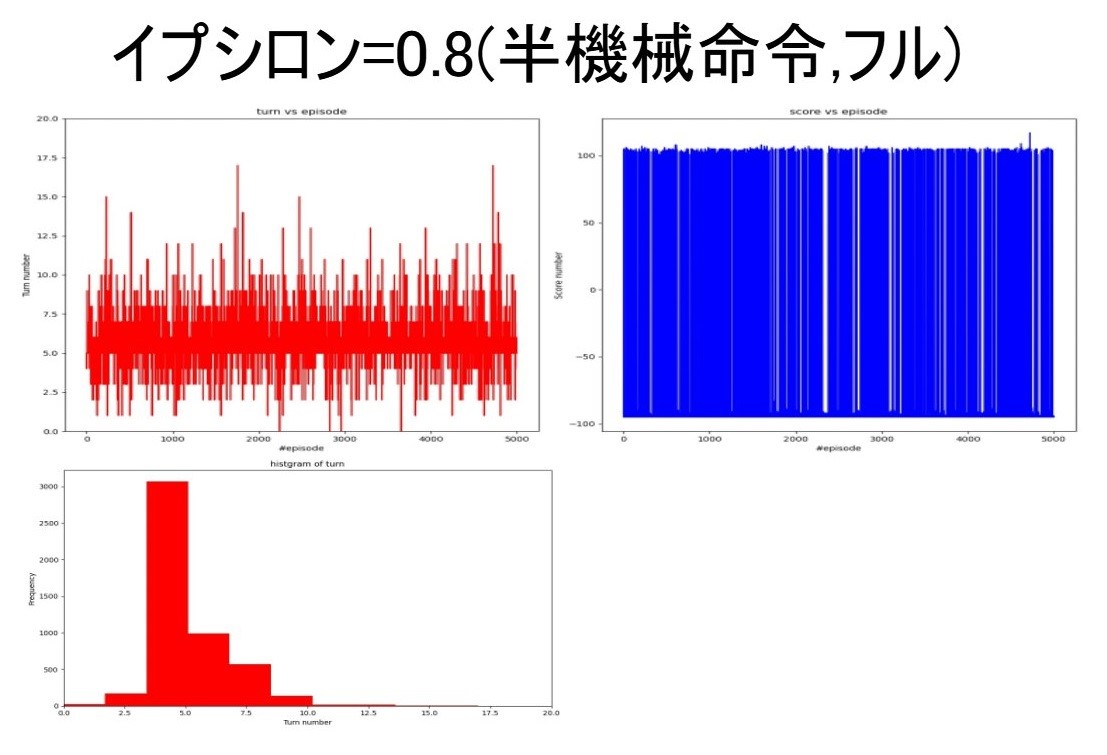 イプシロン=0.8(半機械命令,フル)
turn vs episode
20.0
17.5
15.0
12.5
10.0
7.5
5.0
2.5
0.0
Turn number
0 1000 2000 3000 4000 5000
#episode
score vs episode
100
50
0
−50
−100
Score number
0 1000 2000 3000 4000 5000
#episode
histgram of turn
3000
2500
2000
1500
1000
500
0
Frequency
0.0 2.5 5.0 7.5 10.0 12.5 15.0 17.5 20.0
Turn number